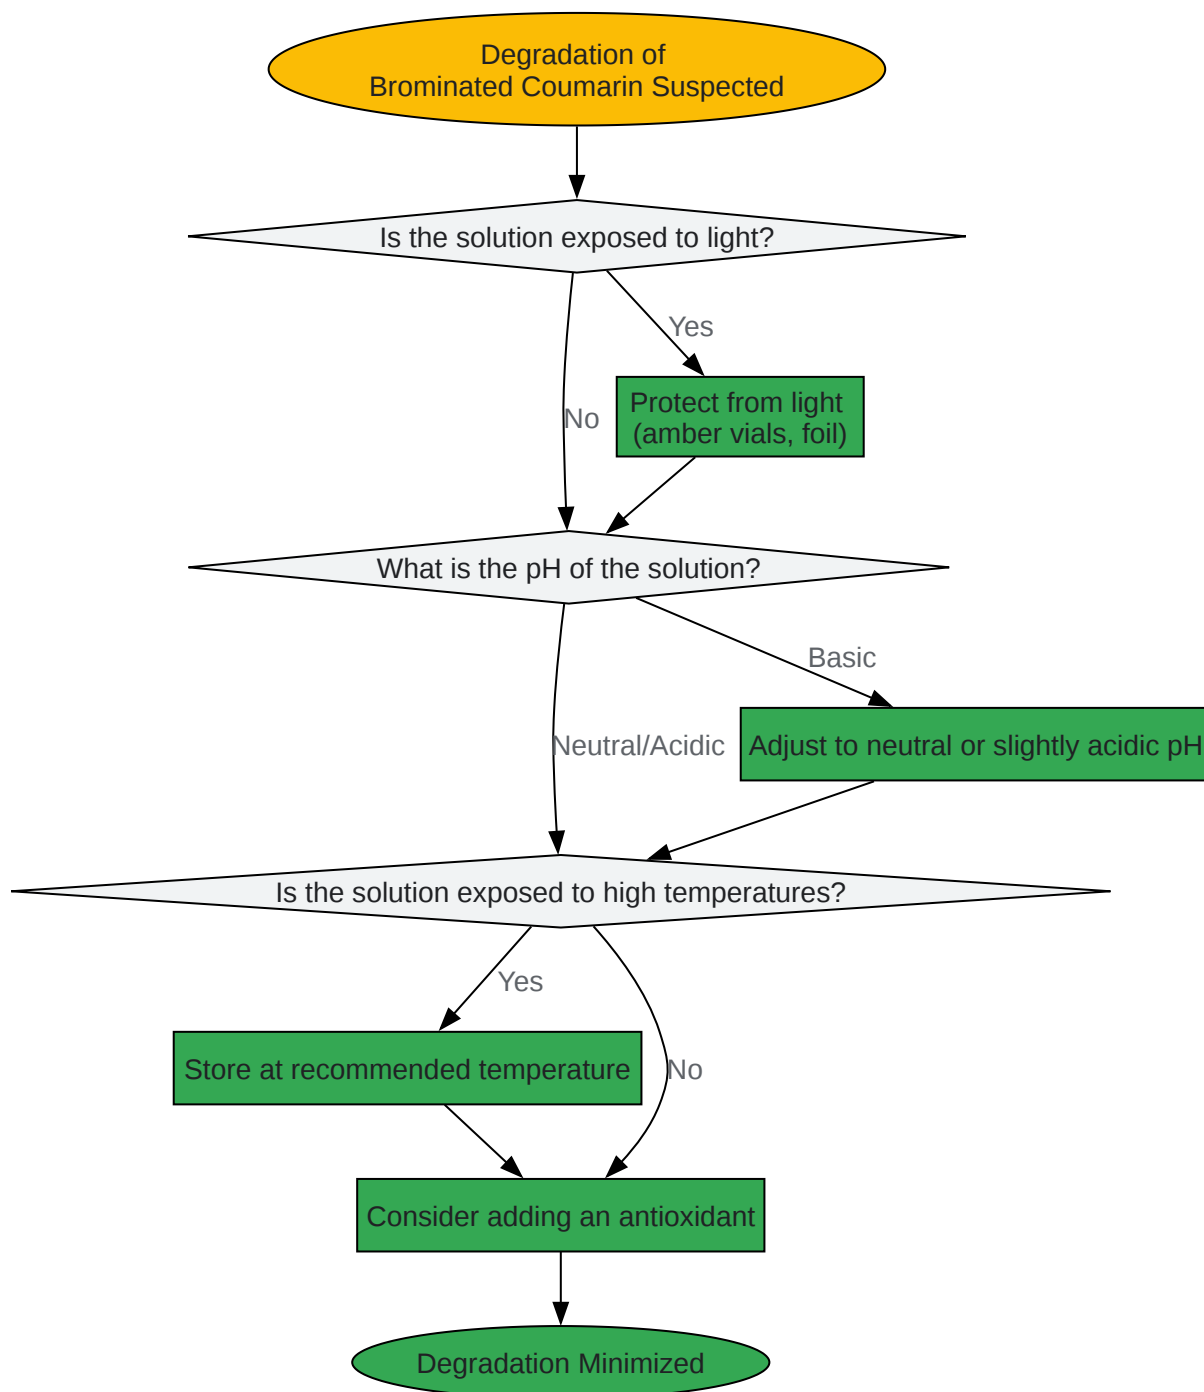 Degradation of
Brominated Coumarin Suspected
Is the solution exposed to light?
Yes
Protect from light
(amber vials, foil)
No
What is the pH of the solution?
Basic
Neutral/Acidic
Adjust to neutral or slightly acidic pH
Is the solution exposed to high temperatures?
Yes
Store at recommended temperature
No
Consider adding an antioxidant
Degradation Minimized